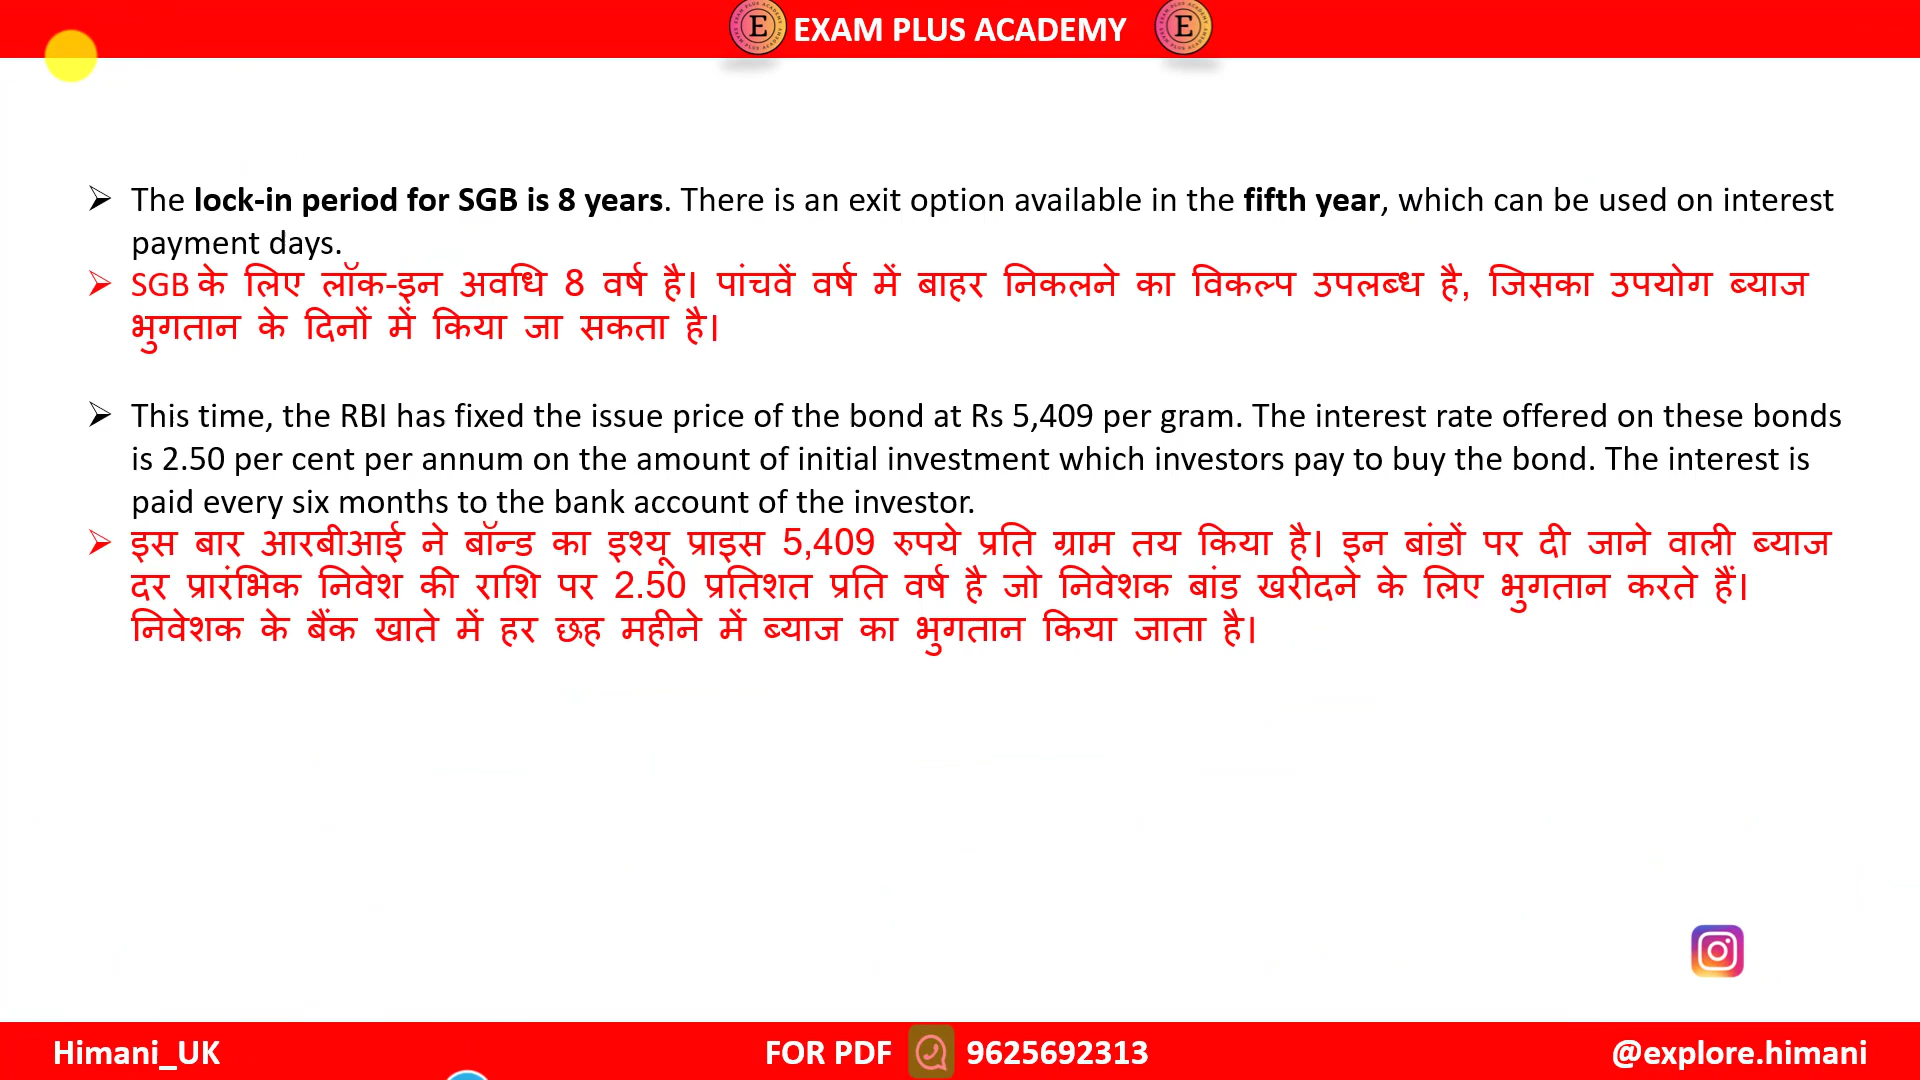 EXAM PLUS ACADEMY
The lock-in period for SGB is 8 years. There is an exit option available in the fifth year, which can be used on interest
payment days.
SGB के लिए लॉक-इन अवधि 8 वर्ष है। पांचवें वर्ष में बाहर निकलने का विकल्प उपलब्ध है, जिसका उपयोग ब्याज
भुगतान के दिनों में किया जा सकता है।
This time, the RBI has fixed the issue price of the bond at Rs 5,409 per gram. The interest rate offered on these bonds
is 2.50 per cent per annum on the amount of initial investment which investors pay to buy the bond. The interest is
paid every six months to the bank account of the investor.
इस बार आरबीआई ने बॉन्ड का इश्यू प्राइस 5,409 रुपये प्रति ग्राम तय किया है। इन बांडों पर दी जाने वाली ब्याज
दर प्रारंभिक निवेश की राशि पर 2.50 प्रतिशत प्रति वर्ष है जो निवेशक बांड खरीदने के लिए भुगतान करते हैं।
निवेशक के बैंक खाते में हर छह महीने में ब्याज का भुगतान किया जाता है।
Himani_UK
FOR PDF 9625692313
@explore.himani